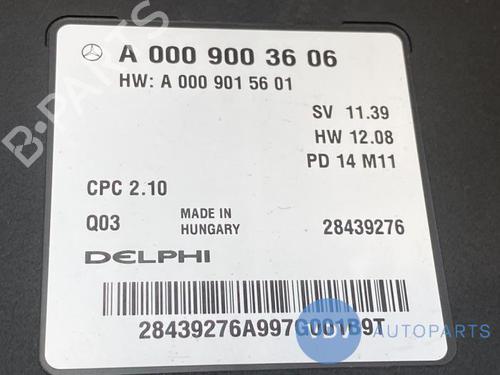 A 000 900 36 06
HW: A 000 901 56 01
SV 11.39
HW 12.08
PD 14 M11
CPC 2.10
Q03
MADE IN
HUNGARY
28439276
DELPHI
28439276A997G001B9T
B-PARTS
AUTOPARTS